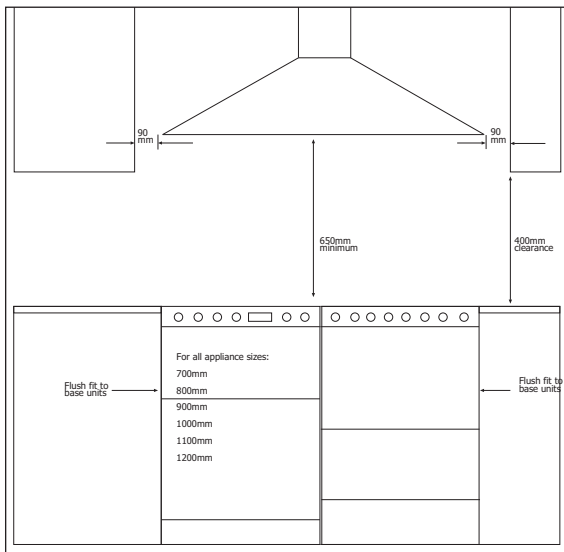 90
mm
90
mm
650mm
minimum
400mm
clearance
For all appliance sizes:
700mm
800mm
900mm
1000mm
1100mm
1200mm
Flush fit to
base units
Flush fit to
base units